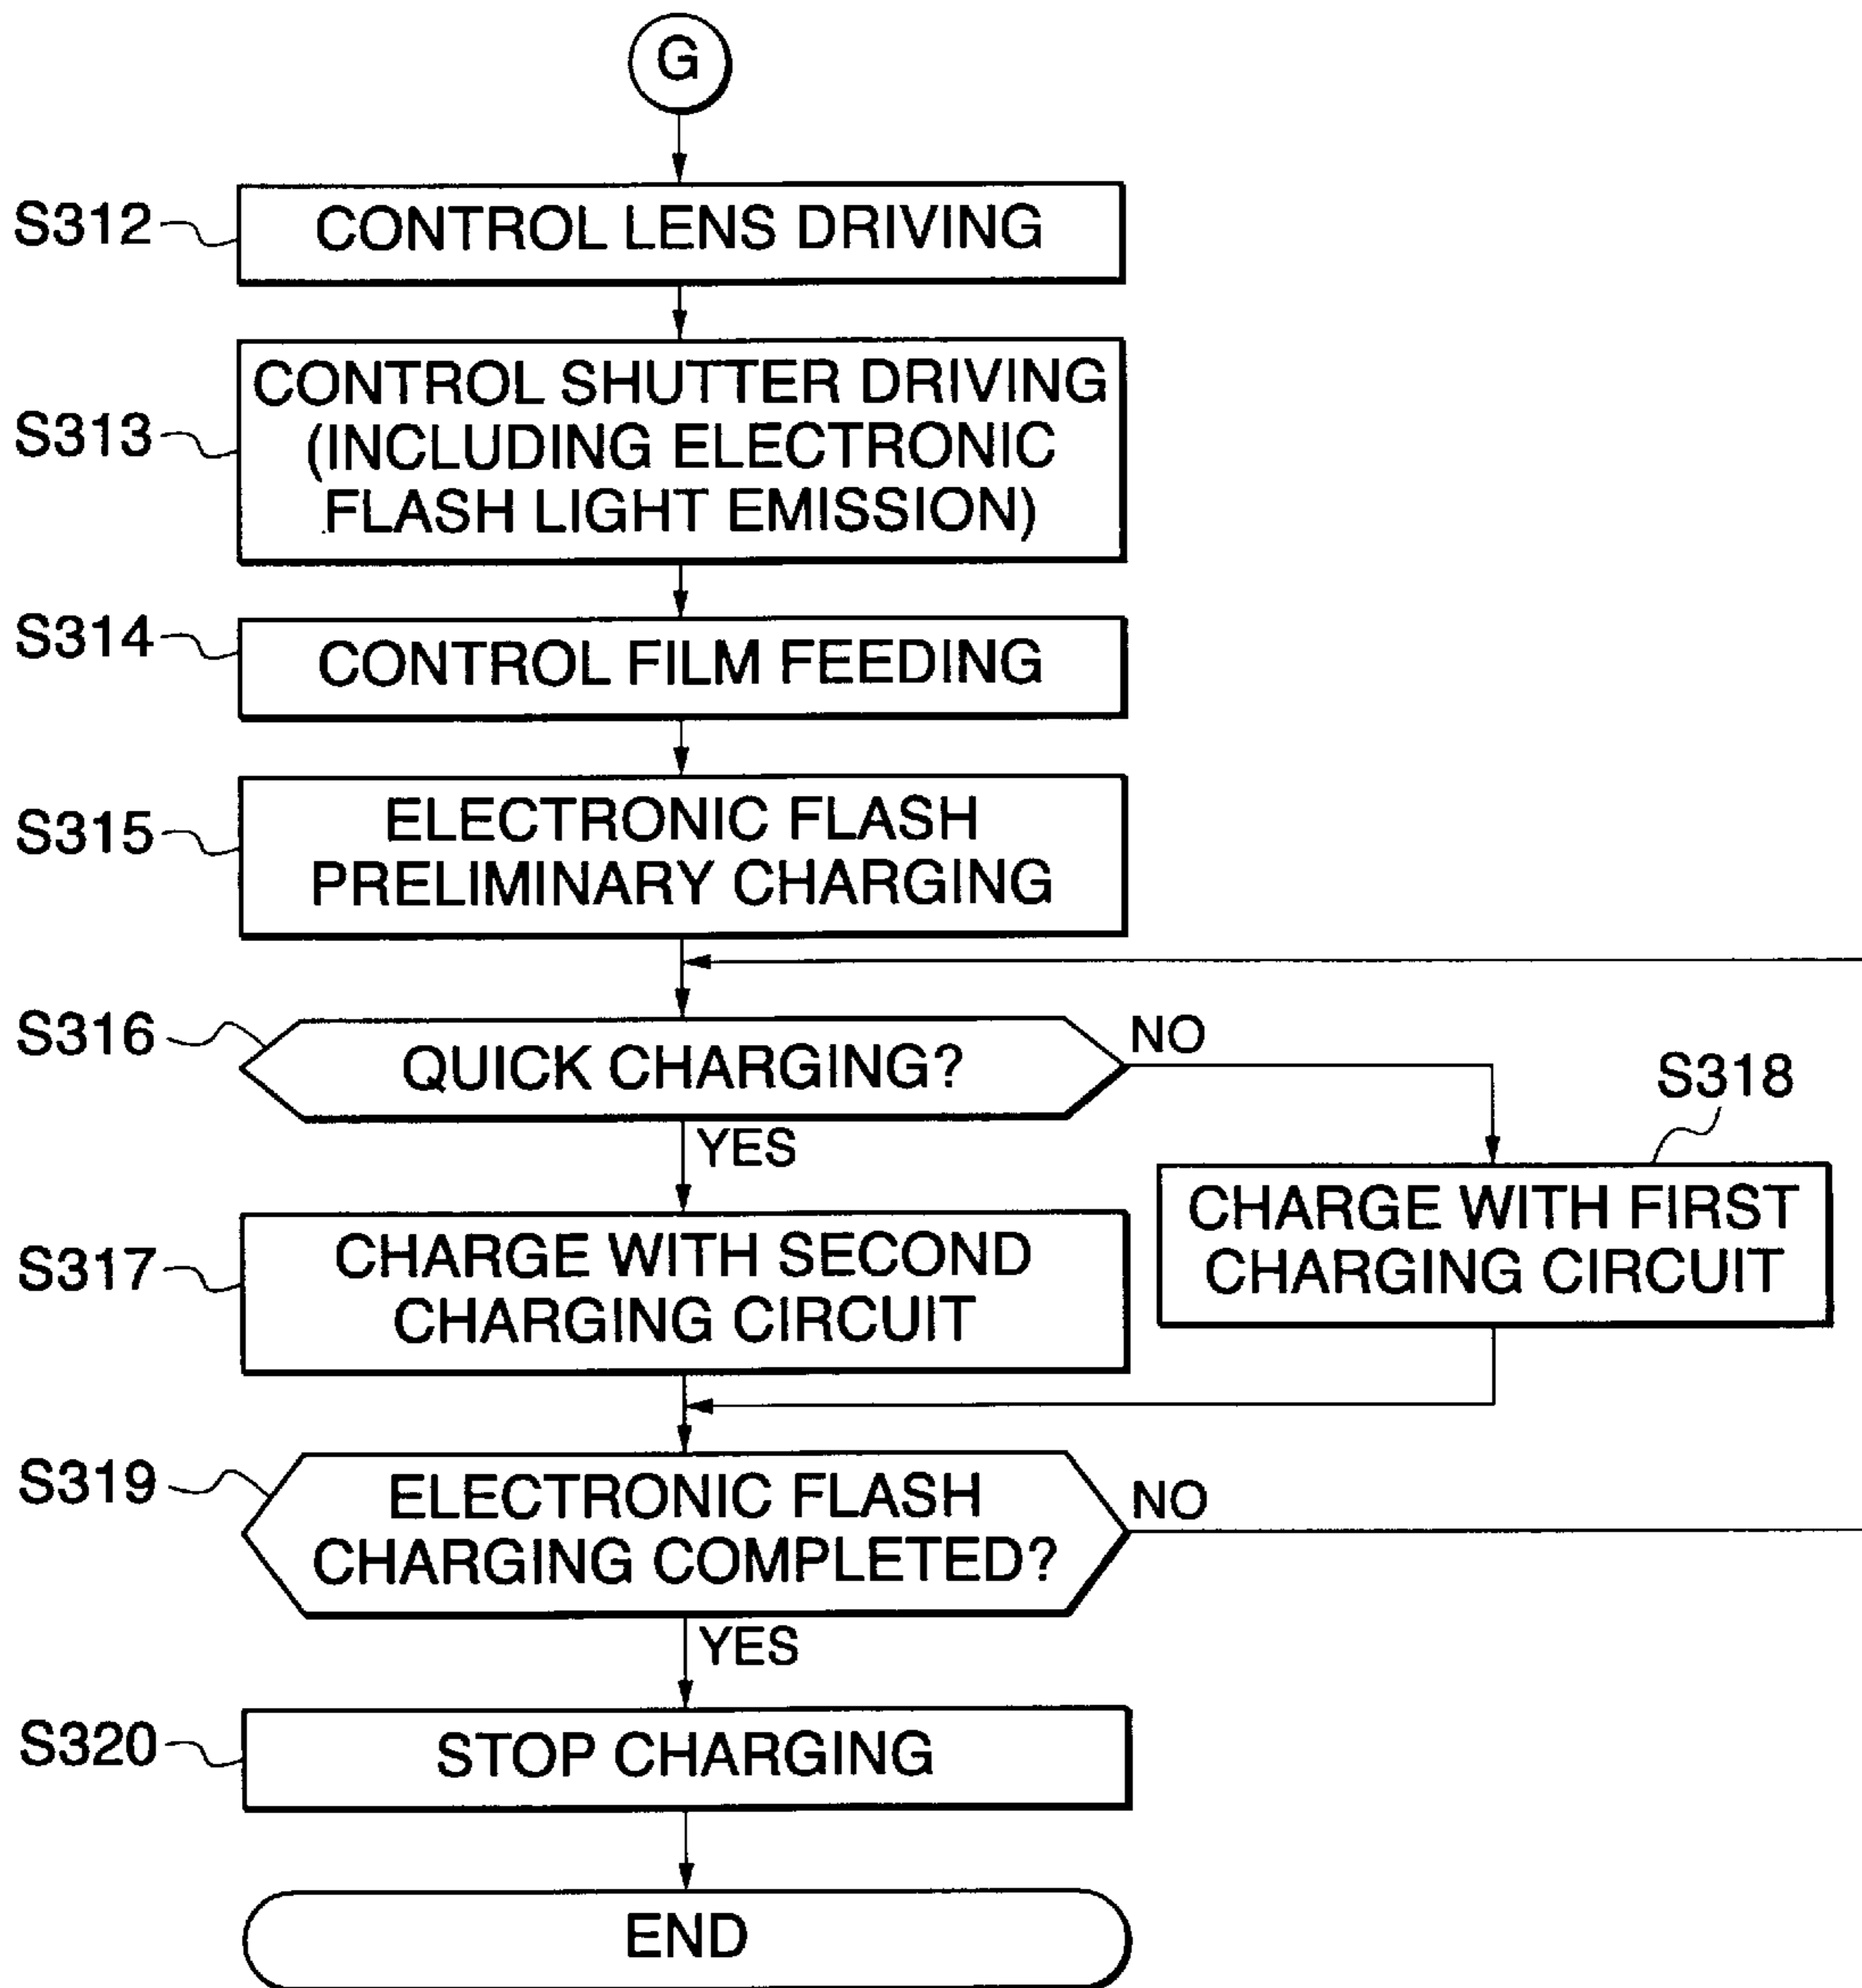 G
S312
CONTROL LENS DRIVING
S313
CONTROL SHUTTER DRIVING
(INCLUDING ELECTRONIC
FLASH LIGHT EMISSION)
S314
CONTROL FILM FEEDING
S315
ELECTRONIC FLASH
PRELIMINARY CHARGING
S316
QUICK CHARGING?
NO
YES
S318
CHARGE WITH FIRST
CHARGING CIRCUIT
S317
CHARGE WITH SECOND
CHARGING CIRCUIT
S319
ELECTRONIC FLASH
CHARGING COMPLETED?
NO
YES
S320
STOP CHARGING
END